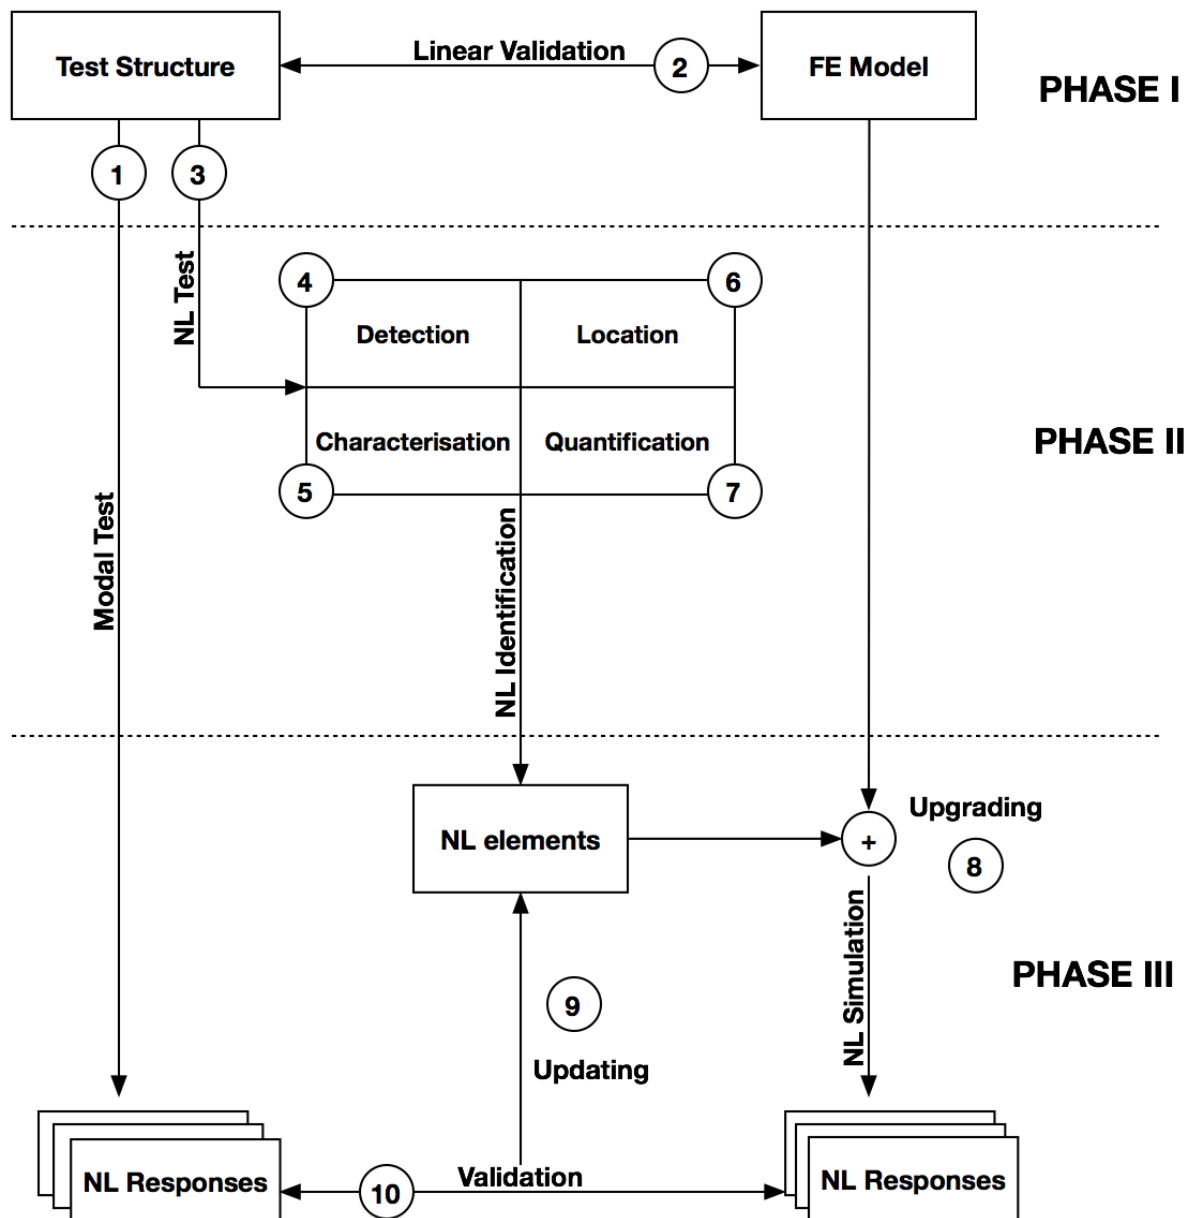 Test Structure
Linear Validation
2
FE Model
PHASE I
1
3
NL Test
4
6
Detection
Location
Characterisation
Quantification
5
7
PHASE II
Modal Test
NL Identification
NL elements
+
Upgrading
8
NL Simulation
PHASE III
9
Updating
NL Responses
10
Validation
NL Responses